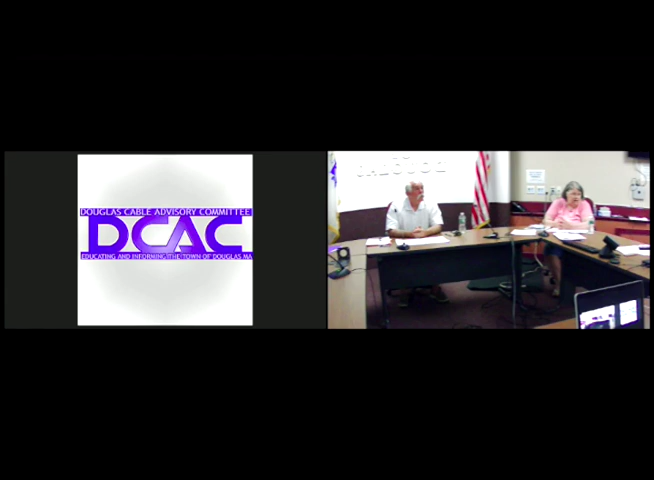 DOUGLAS CABLE ADVISORY COMMITTEE
DCAC
EDUCATING AND INFORMING THE TOWN OF DOUGLAS MA